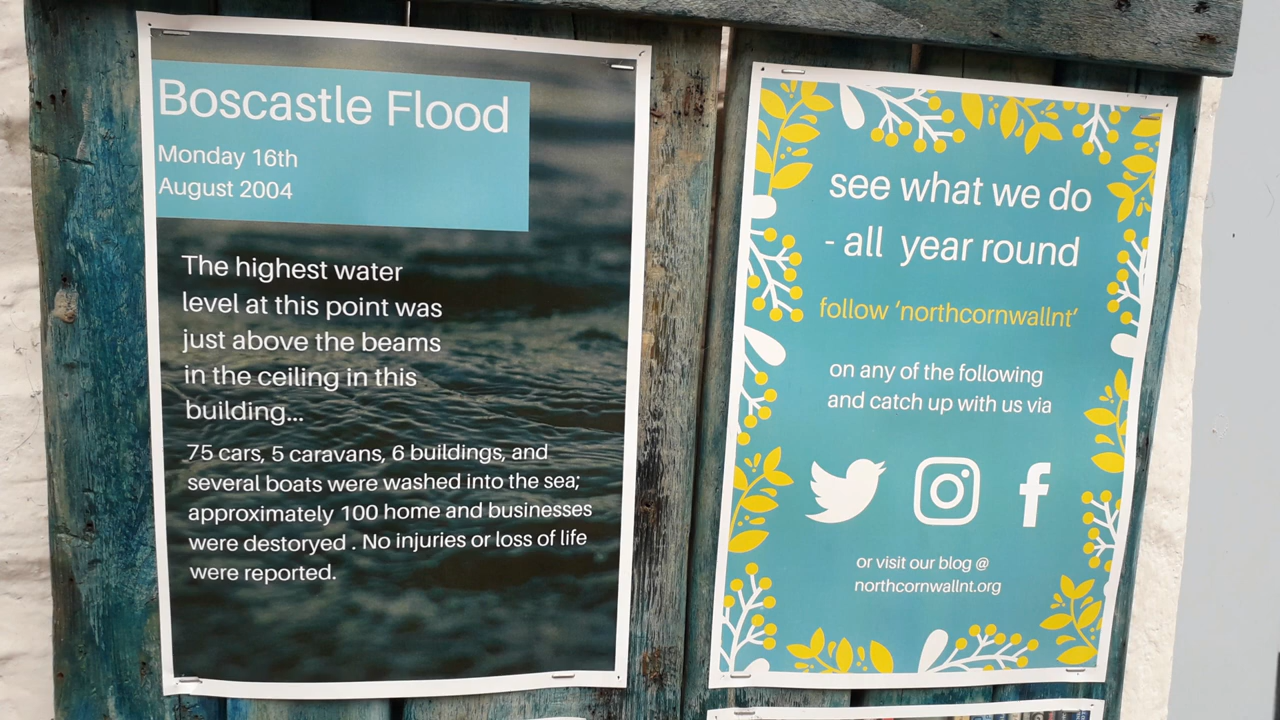 Boscastle Flood
Monday 16th
August 2004
The highest water
level at this point was
just above the beams
in the ceiling in this
building...
75 cars, 5 caravans, 6 buildings, and
several boats were washed into the sea;
approximately 100 home and businesses
were destoryed . No injuries or loss of life
were reported.
see what we do
- all year round
follow ‘northcornwallnt‘
on any of the following
and catch up with us via
or visit our blog @
northcornwallnt.org